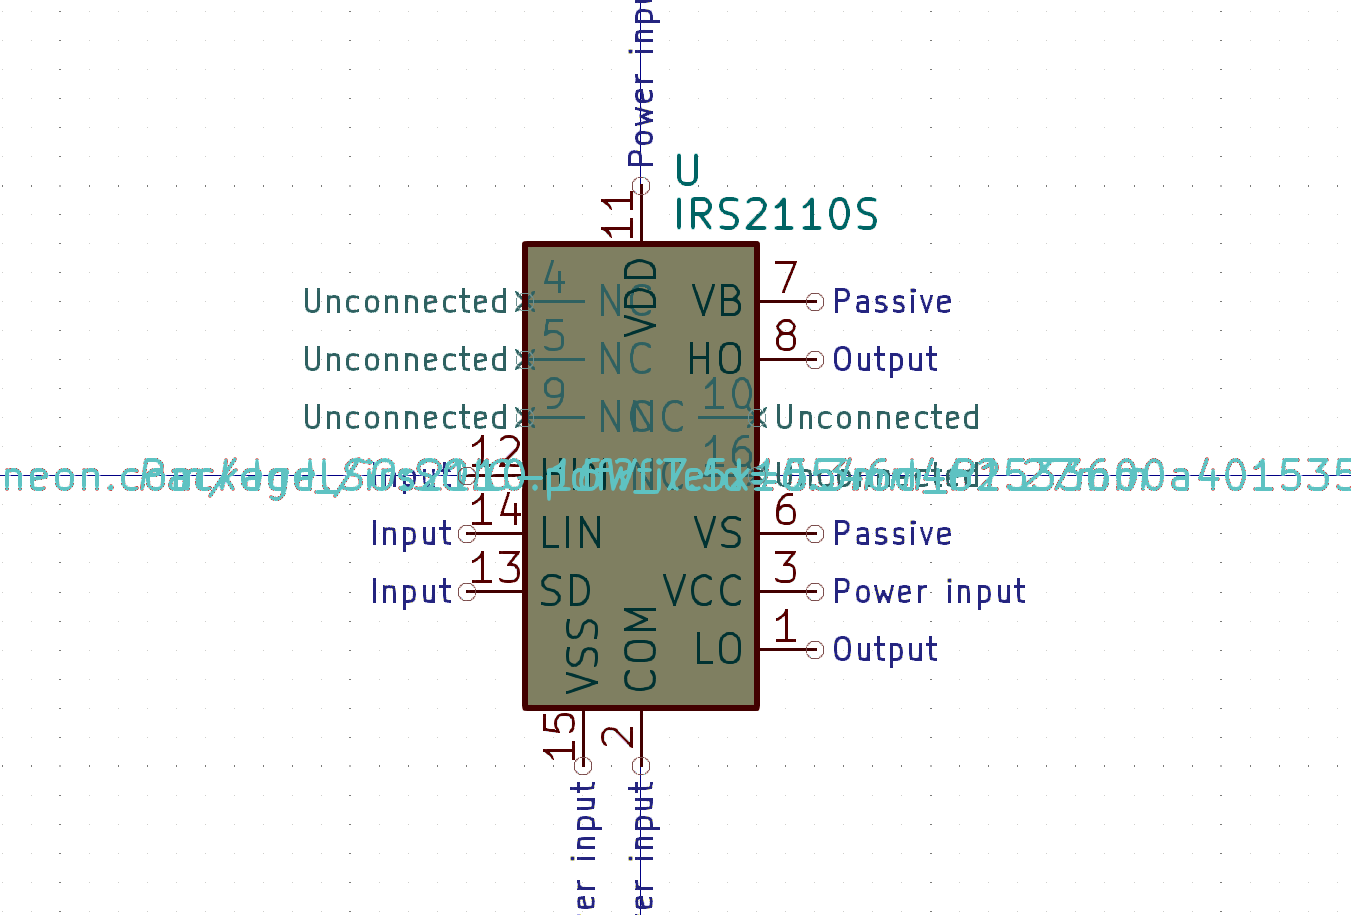 Power inpu
U
11
IRS2110S
VDD
Unconnected 4 NC VB 7 Passive
Unconnected 5 NC HO 8 Output
Unconnected 9 NC NC 10 Unconnected
Input 12 HIN NC 16 Unconnected
Input 14 LIN VS 6 Passive
Input 13 SD VCC 3 Power input
LO 1 Output
VSS COM
15 2
er input er input